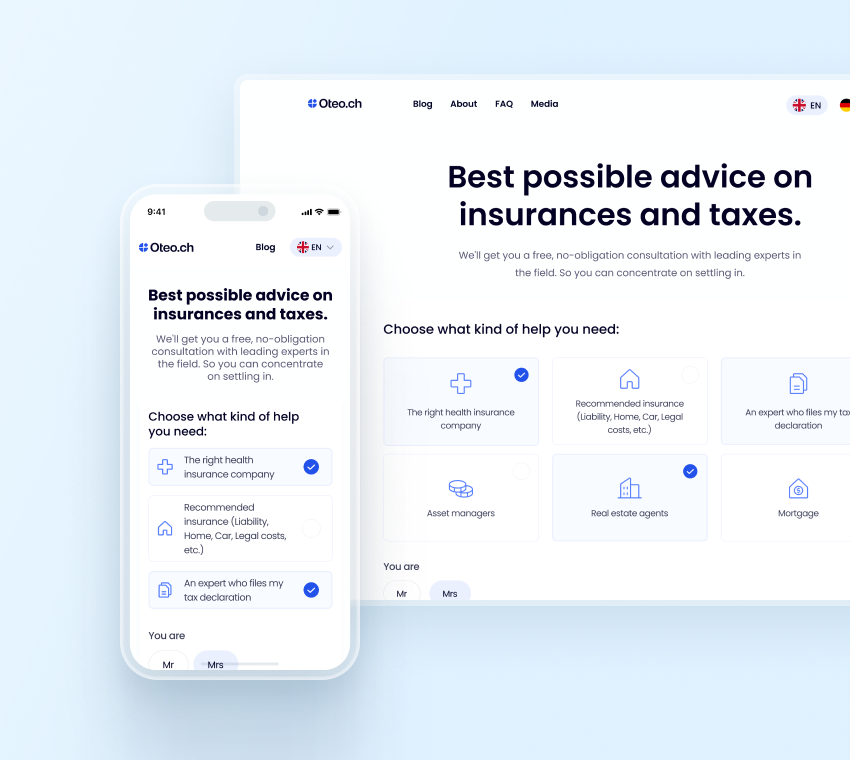 Oteo.ch
Blog About FAQ Media
EN
Best possible advice on
insurances and taxes.
We'll get you a free, no-obligation consultation with leading experts in
the field. So you can concentrate on settling in.
Choose what kind of help you need:
The right health insurance
company
Recommended insurance
(Liability, Home, Car, Legal
costs, etc.)
An expert who files my tax
declaration
Asset managers
Real estate agents
Mortgage
You are
Mr
Mrs
9:41
Oteo.ch
Blog
EN
Best possible advice on
insurances and taxes.
We'll get you a free, no-obligation
consultation with leading experts in
the field. So you can concentrate
on settling in.
Choose what kind of help
you need:
The right health
insurance company
Recommended
insurance (Liability,
Home, Car, Legal costs,
etc.)
An expert who files my
tax declaration
You are
Mr
Mrs